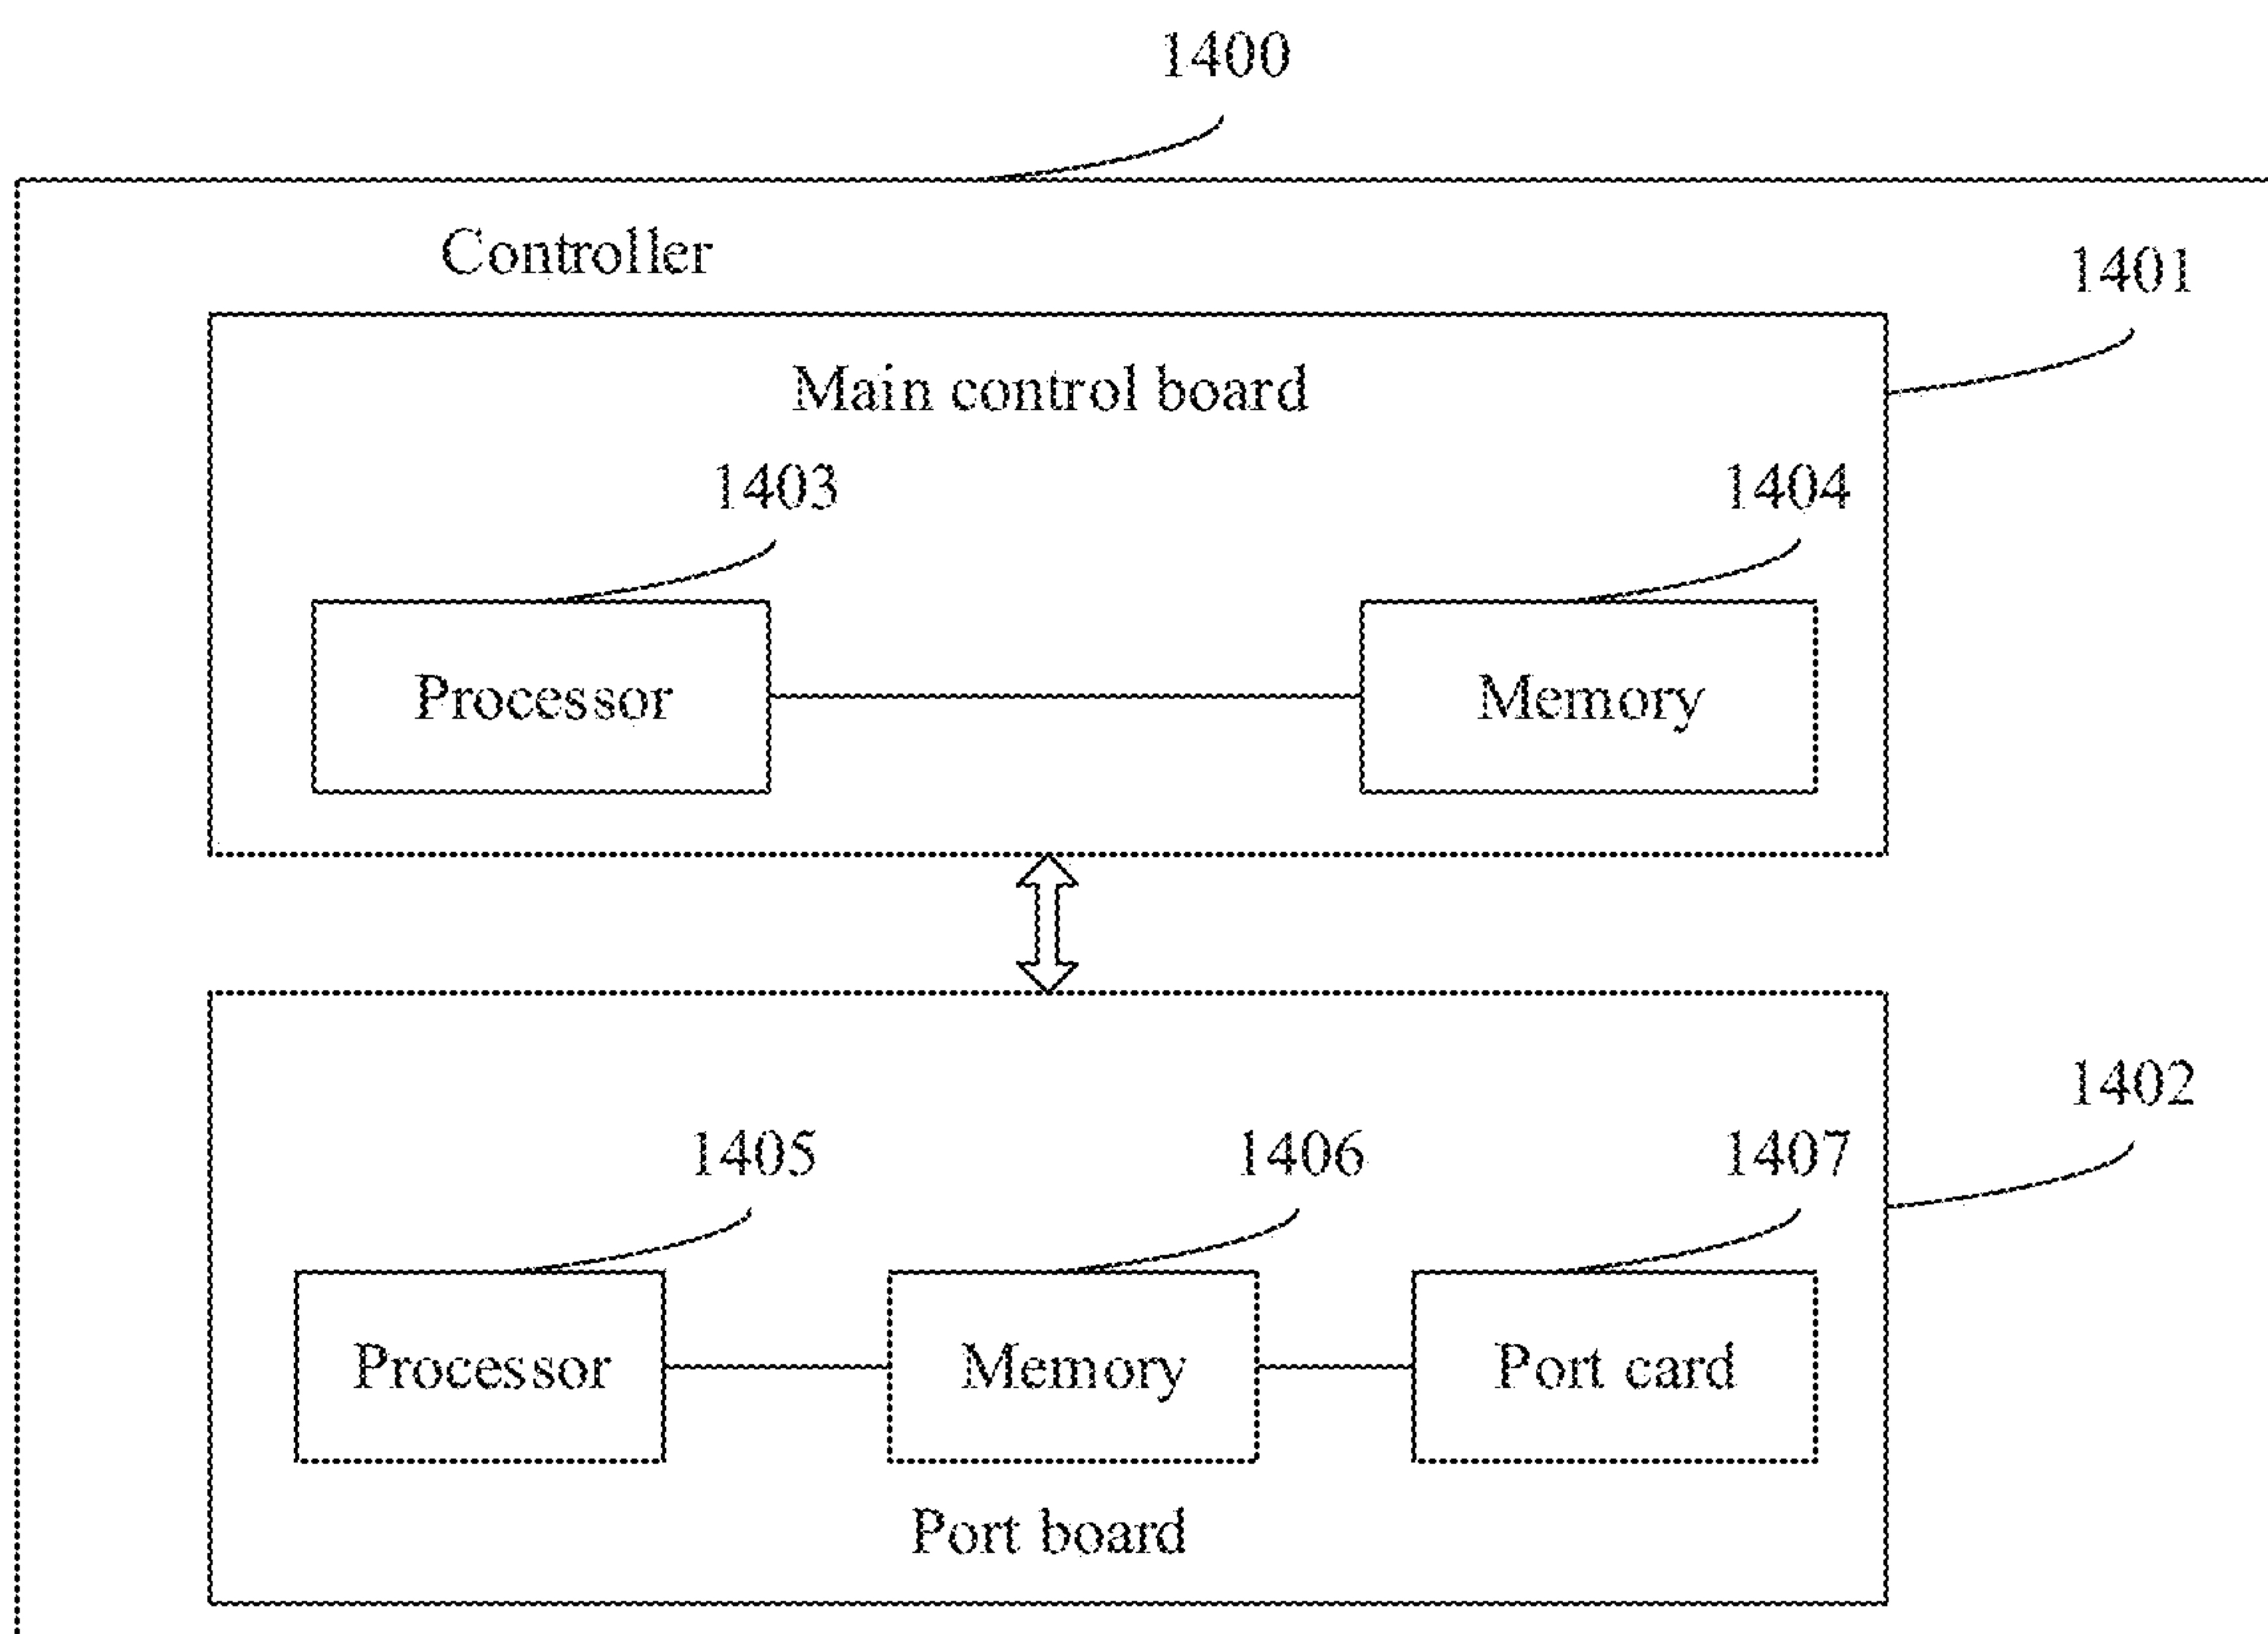 1400
Controller
1401
Main control board
1403
1404
Processor
Memory
1402
1405
1406
1407
Processor
Memory
Port card
Port board